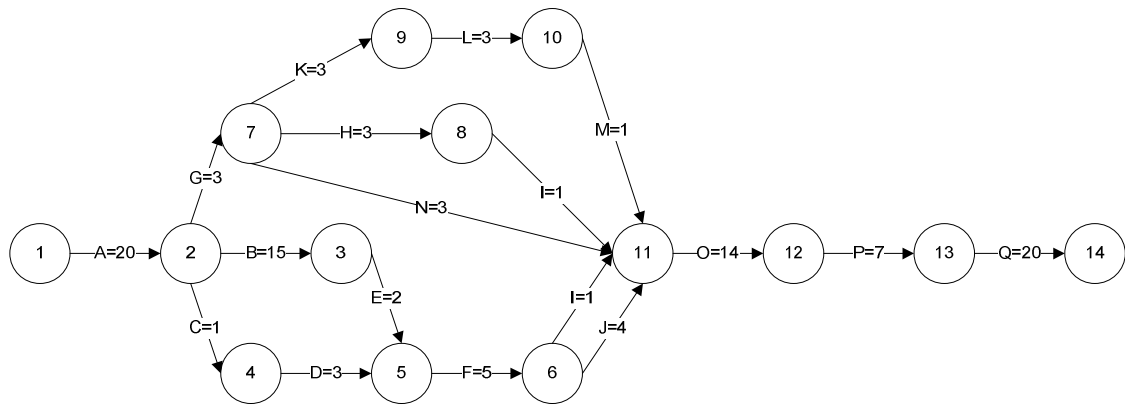 9
L=3
10
K=3
7
H=3
8
M=1
G=3
N=3
I=1
1
A=20
2
B=15
3
11
O=14
12
P=7
13
Q=20
14
E=2
I=1
C=1
J=4
4
D=3
5
F=5
6